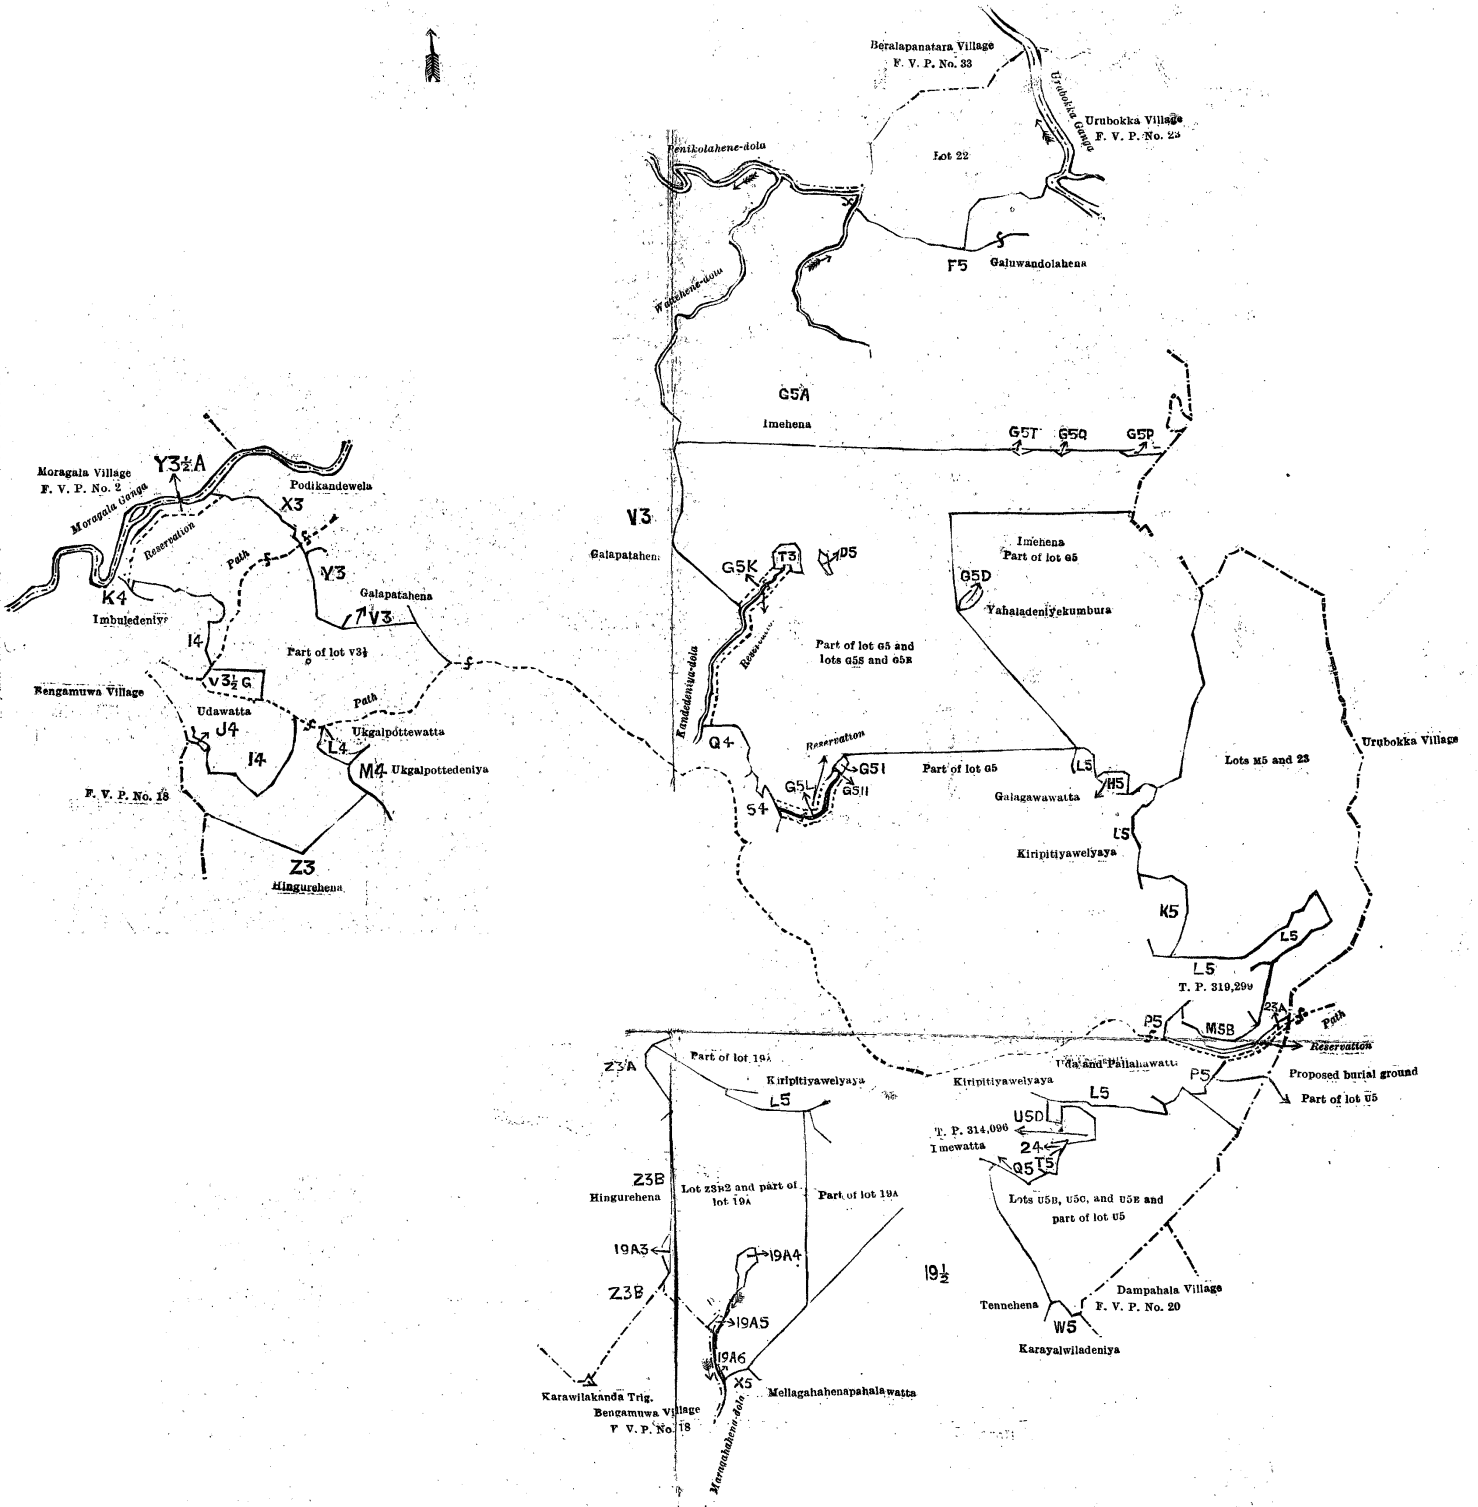 Beralapanatara Village
F. V. P. No. 33
Urubokka Ganga
Urubokka Village
F. V. P. No. 23
Lot 22
Penikolahene-dola
X
F5
Galuwandolahena
Wattehene-dola
G5A
Imehena
G5T
G5Q
G5P
Moragala Village
F. V. P. No. 2
Y3½A
Podikandewela
Moragala Ganga
X3
Reservation
Path
Y3
K4
Imbuledeniya
Galapatahena
V3
I4
Part of lot V3½
V3½ G
Bengamuwa Village
Udawatta
J4
Path
Ukgalpottewatta
L4
I4
M4
Ukgalpottedeniya
F. V. P. No. 18
Z3
Hingurehena
V3
Galapatahena
G5K
T3
D5
Imehena
Part of lot G5
G5D
Yahaladeniyekumbura
Reservation
Part of lot G5 and
lots G5S and G5R
Kandedeniya-dola
Q4
Reservation
G5L
G5I
G5H
S4
Part of lot G5
L5
H5
Galagawawatta
L5
Kiripitiyawelyaya
Lots M5 and 23
Urubokka Village
K5
L5
L5
T. P. 319,299
23A
P5
M5B
Path
Reservation
Z3A
Part of lot 19A
Kiripitiyawelyaya
L5
Kiripitiyawelyaya
Uda and Pallahawatta
P5
L5
Proposed burial ground
Part of lot U5
U5D
T. P. 314,096
Imewatta
24
Q5
T5
Z3B
Hingurehena
Lot Z3B2 and part of
lot 19A
Part of lot 19A
Lots U5B, U5C, and U5E and
part of lot U5
19A3
19A4
19½
Z3B
Dampahala Village
F. V. P. No. 20
Tennehena
W5
Karayalwiladeniya
19A5
19A6
X5
Mellagahahenapahalawatta
Karawilakanda Trig.
Bengamuwa Village
F. V. P. No. 18
Maragahahena-dola